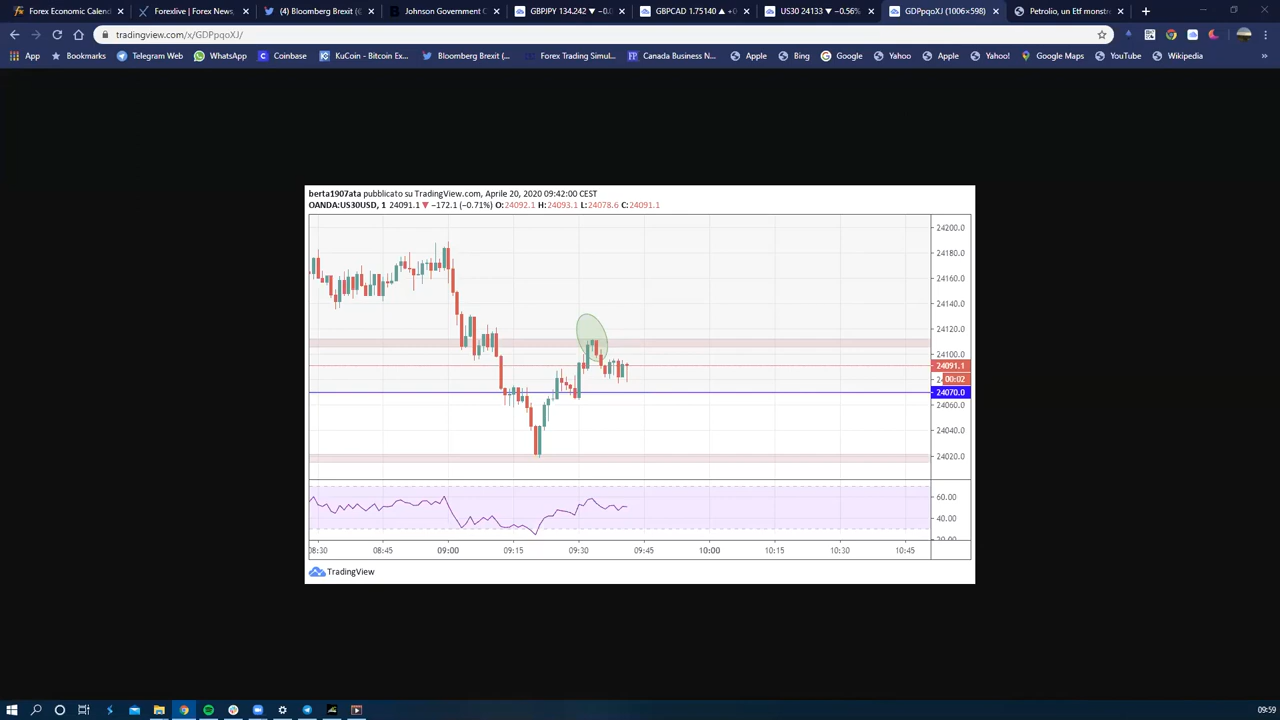 Forex Economic Calend
Forexlive | Forex News,
(4) Bloomberg Brexit (@
Johnson Government C
GBPJPY 134.242 ▼ −0.
GBPCAD 1.75140 ▲ +0
US30 24133 ▼ −0.56%
GDPpqoXJ (1006×598)
Petrolio, un Etf monstre
tradingview.com/x/GDPpqoXJ/
App
Bookmarks
Telegram Web
WhatsApp
Coinbase
KuCoin - Bitcoin Ex...
Bloomberg Brexit (...
Forex Trading Simul...
Canada Business N...
Apple
Bing
Google
Yahoo
Apple
Yahoo!
Google Maps
YouTube
Wikipedia
»
berta1907ata pubblicato su TradingView.com, Aprile 20, 2020 09:42:00 CEST
OANDA:US30USD, 1 24091.1 ▼ −172.1 (−0.71%) O:24092.1 H:24093.1 L:24078.6 C:24091.1
24200.0
24180.0
24160.0
24140.0
24120.0
24100.0
24091.1
00:02
24070.0
24060.0
24040.0
24020.0
60.00
40.00
20.00
08:30 08:45 09:00 09:15 09:30 09:45 10:00 10:15 10:30 10:45
TradingView
09:59